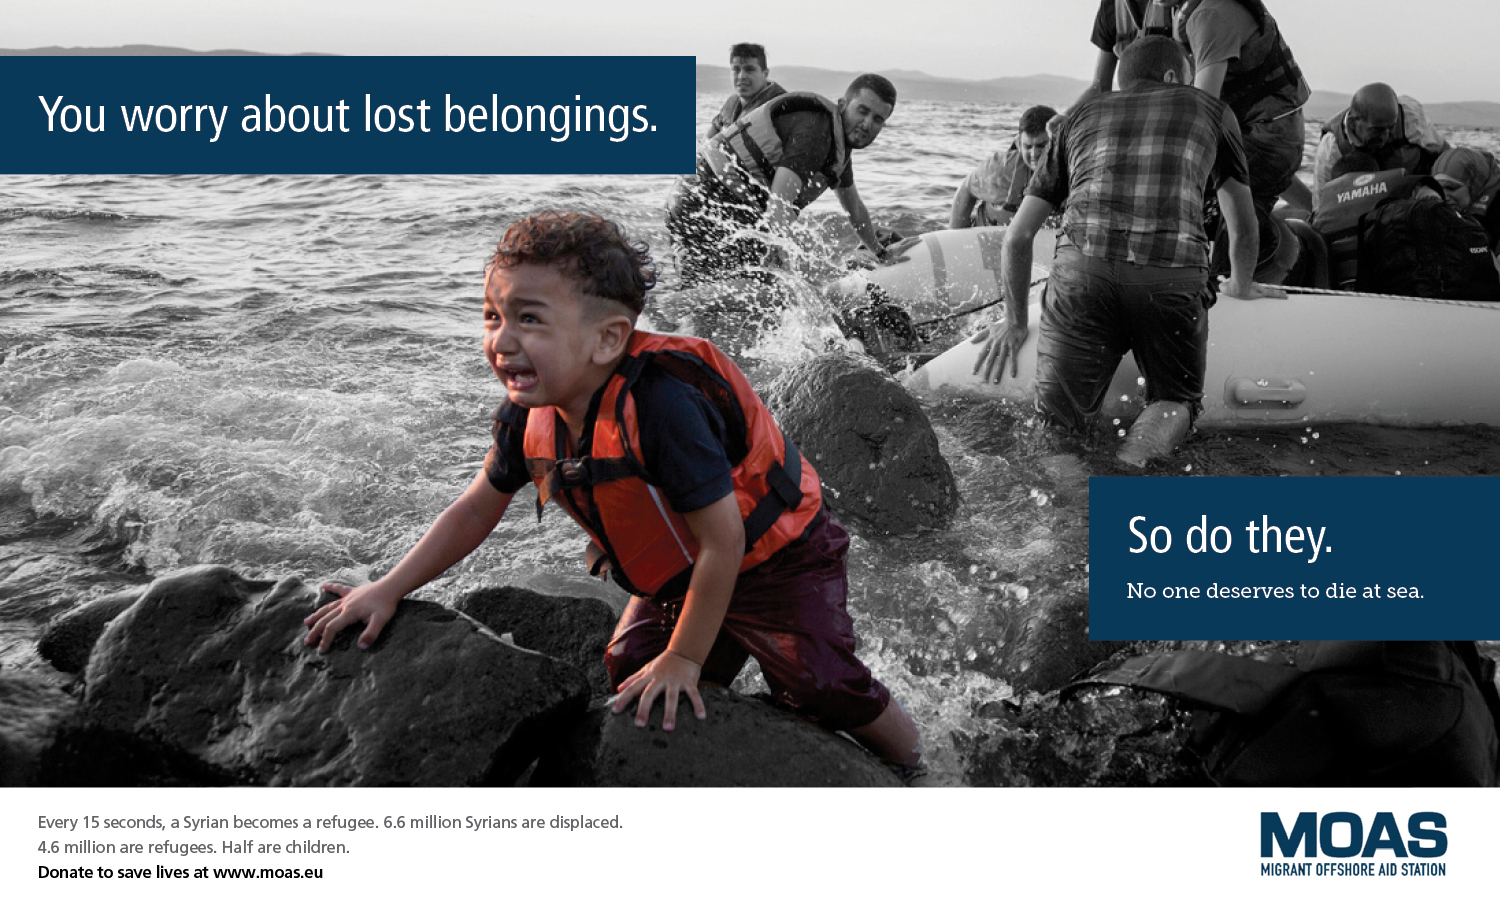 You worry about lost belongings.
YAMAHA
So do they.
No one deserves to die at sea.
Every 15 seconds, a Syrian becomes a refugee. 6.6 million Syrians are displaced.
4.6 million are refugees. Half are children.
Donate to save lives at www.moas.eu
MOAS
MIGRANT OFFSHORE AID STATION